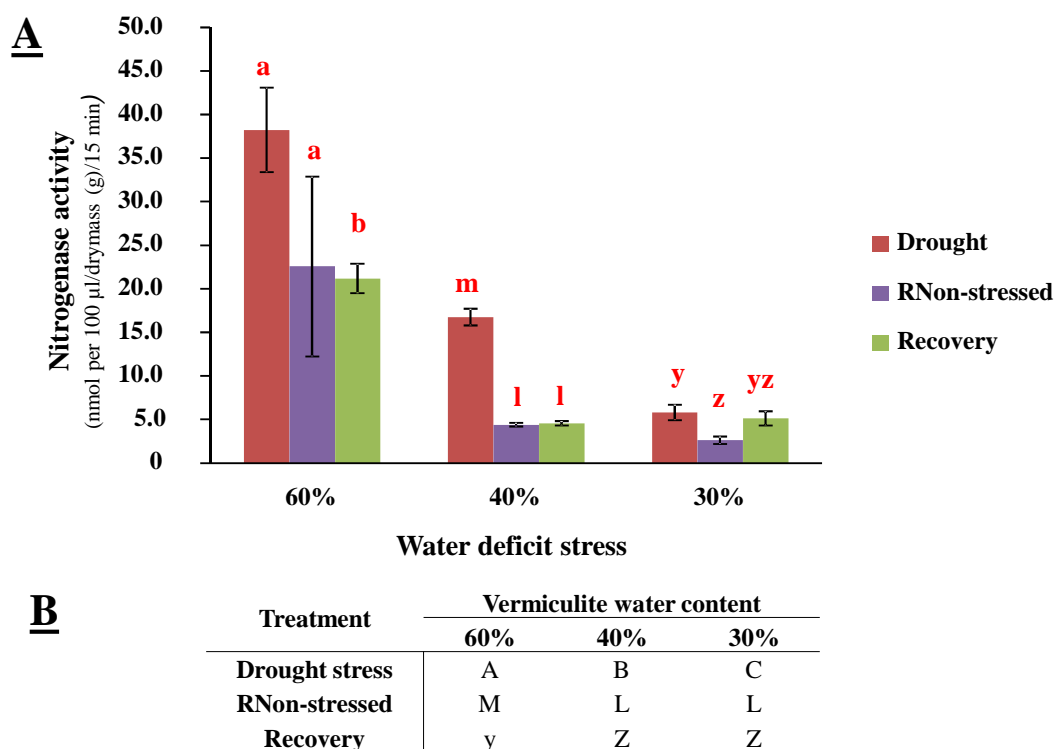 A
50.0
45.0
40.0
35.0
30.0
25.0
20.0
15.0
10.0
5.0
0
Nitrogenase activity
(nmol per 100 µl/drymass (g)/15 min)
a
a
b
m
l
l
y
z
yz
60%
40%
30%
Water deficit stress
Drought
RNon-stressed
Recovery
B
Treatment
Vermiculite water content
60% 40% 30%
Drought stress A B C
RNon-stressed M L L
Recovery y Z Z